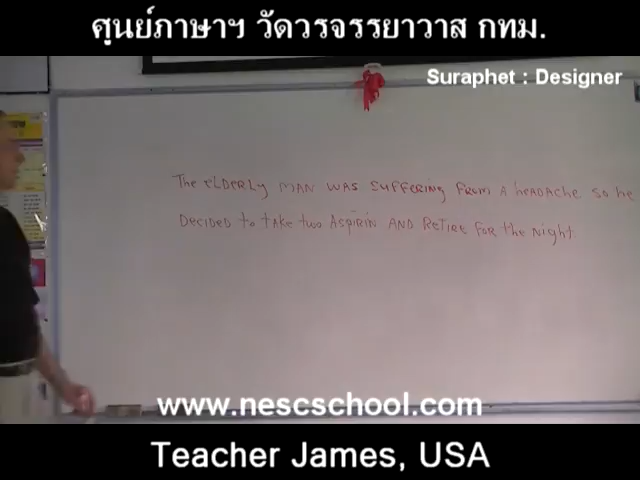 ศูนย์ภาษาฯ วัดวรจรรยาวาส กทม.
Suraphet : Designer
The ELDERLY MAN WAS SUFFERING FROM A HEADACHE SO HE
DECIDED to tAKE two ASPIRIN AND RETIRE FOR the NIGHT.
www.nescschool.com
Teacher James, USA